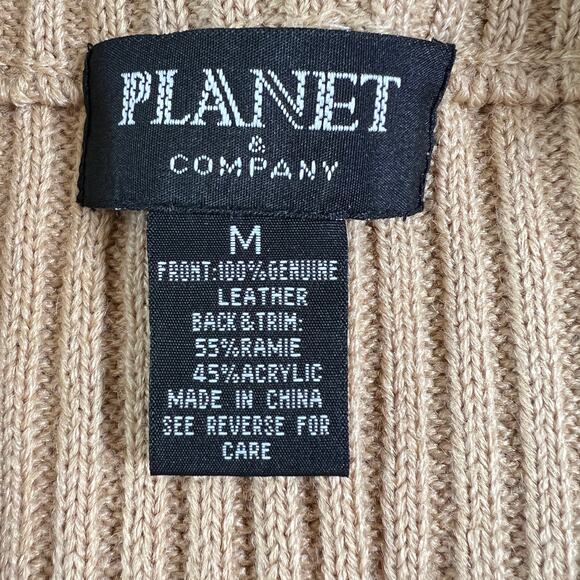 PLANET
&
COMPANY
M
FRONT:100%GENUINE
LEATHER
BACK&TRIM:
55%RAMIE
45%ACRYLIC
MADE IN CHINA
SEE REVERSE FOR
CARE